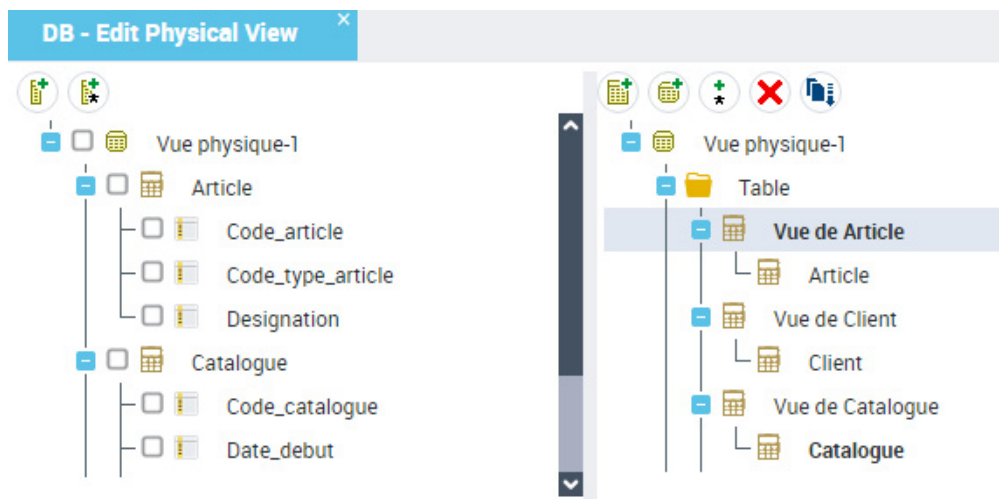 DB - Edit Physical View
Vue physique-1
Article
Code_article
Code_type_article
Designation
Catalogue
Code_catalogue
Date_debut
Vue physique-1
Table
Vue de Article
Article
Vue de Client
Client
Vue de Catalogue
Catalogue